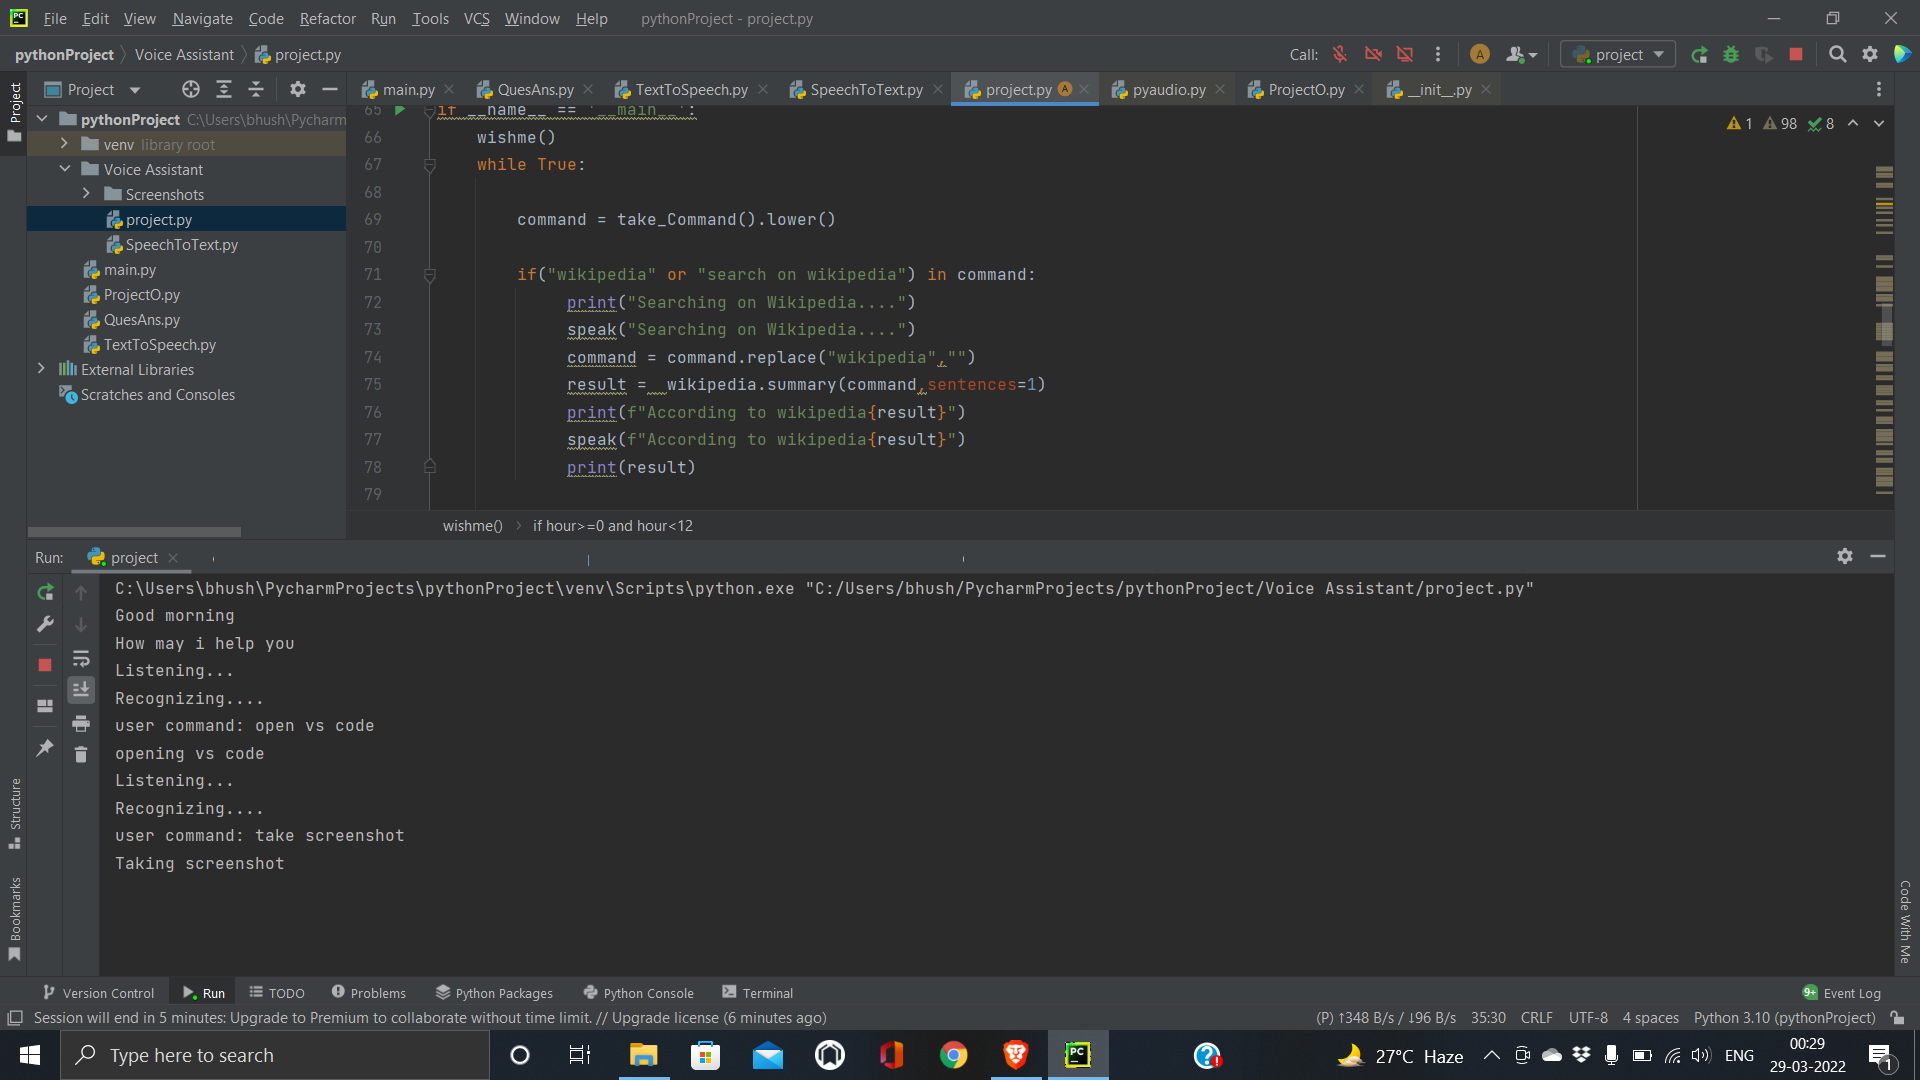 File Edit View Navigate Code Refactor Run Tools VCS Window Help pythonProject - project.py
pythonProject Voice Assistant project.py Call: A project
Project
Project main.py QuesAns.py TextToSpeech.py SpeechToText.py project.py A pyaudio.py ProjectO.py __init__.py
pythonProject C:\Users\bhush\Pycharm
venv library root
Voice Assistant
Screenshots
project.py
SpeechToText.py
main.py
ProjectO.py
QuesAns.py
TextToSpeech.py
External Libraries
Scratches and Consoles
65 if __name__ == '__main__':
66 wishme()
67 while True:
68
69 command = take_Command().lower()
70
71 if("wikipedia" or "search on wikipedia") in command:
72 print("Searching on Wikipedia....")
73 speak("Searching on Wikipedia....")
74 command = command.replace("wikipedia","")
75 result = wikipedia.summary(command,sentences=1)
76 print(f"According to wikipedia{result}")
77 speak(f"According to wikipedia{result}")
78 print(result)
79
1 98 8
wishme() if hour>=0 and hour<12
Run: project
C:\Users\bhush\PycharmProjects\pythonProject\venv\Scripts\python.exe "C:/Users/bhush/PycharmProjects/pythonProject/Voice Assistant/project.py"
Good morning
How may i help you
Listening...
Recognizing....
user command: open vs code
opening vs code
Listening...
Recognizing....
user command: take screenshot
Taking screenshot
Structure
Bookmarks
Code With Me
Version Control Run TODO Problems Python Packages Python Console Terminal 9+ Event Log
Session will end in 5 minutes: Upgrade to Premium to collaborate without time limit. // Upgrade license (6 minutes ago) (P) ↑348 B/s / ↓96 B/s 35:30 CRLF UTF-8 4 spaces Python 3.10 (pythonProject)
Type here to search PC 27°C Haze ENG 00:29
29-03-2022 1